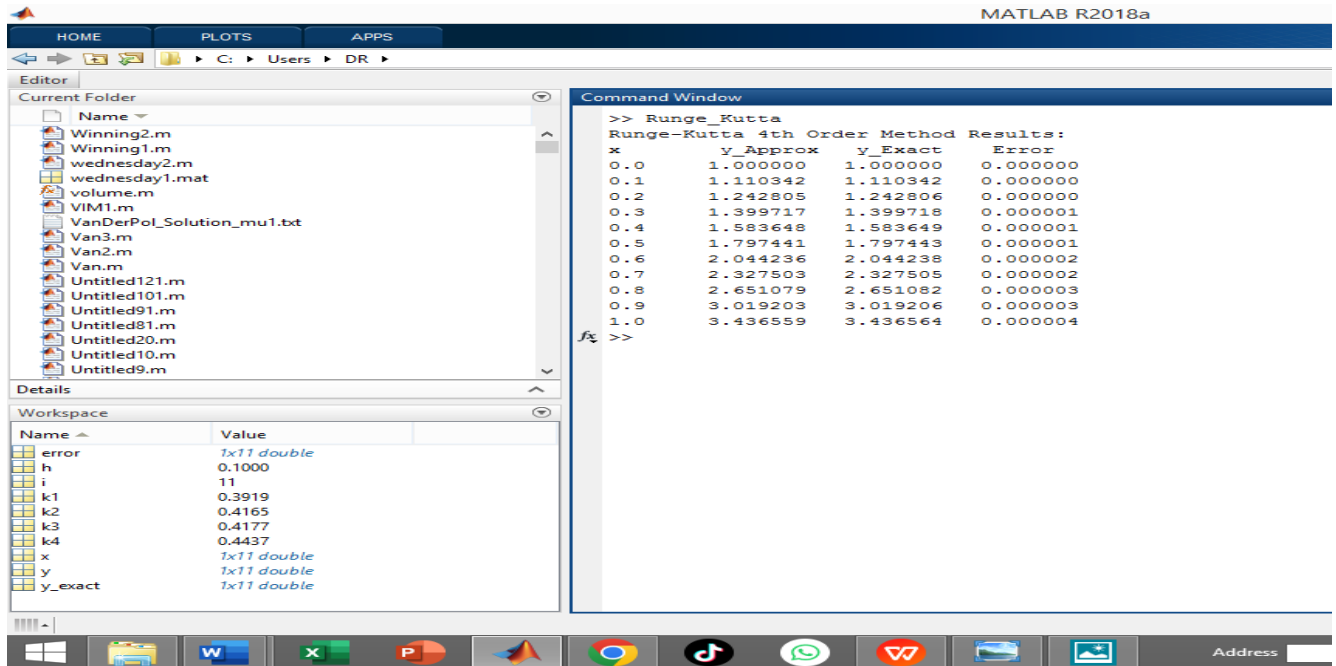 MATLAB R2018a
HOME PLOTS APPS
C: Users DR
Editor
Current Folder
Name
Winning2.m
Winning1.m
wednesday2.m
wednesday1.mat
volume.m
VIM1.m
VanDerPol_Solution_mu1.txt
Van3.m
Van2.m
Van.m
Untitled121.m
Untitled101.m
Untitled91.m
Untitled81.m
Untitled20.m
Untitled10.m
Untitled9.m
Details
Workspace
Name Value
error 1x11 double
h 0.1000
i 11
k1 0.3919
k2 0.4165
k3 0.4177
k4 0.4437
x 1x11 double
y 1x11 double
y_exact 1x11 double
Command Window
>> Runge_Kutta
Runge-Kutta 4th Order Method Results:
x y_Approx y_Exact Error
0.0 1.000000 1.000000 0.000000
0.1 1.110342 1.110342 0.000000
0.2 1.242805 1.242806 0.000000
0.3 1.399717 1.399718 0.000001
0.4 1.583648 1.583649 0.000001
0.5 1.797441 1.797443 0.000001
0.6 2.044236 2.044238 0.000002
0.7 2.327503 2.327505 0.000002
0.8 2.651079 2.651082 0.000003
0.9 3.019203 3.019206 0.000003
1.0 3.436559 3.436564 0.000004
fx >>
Address